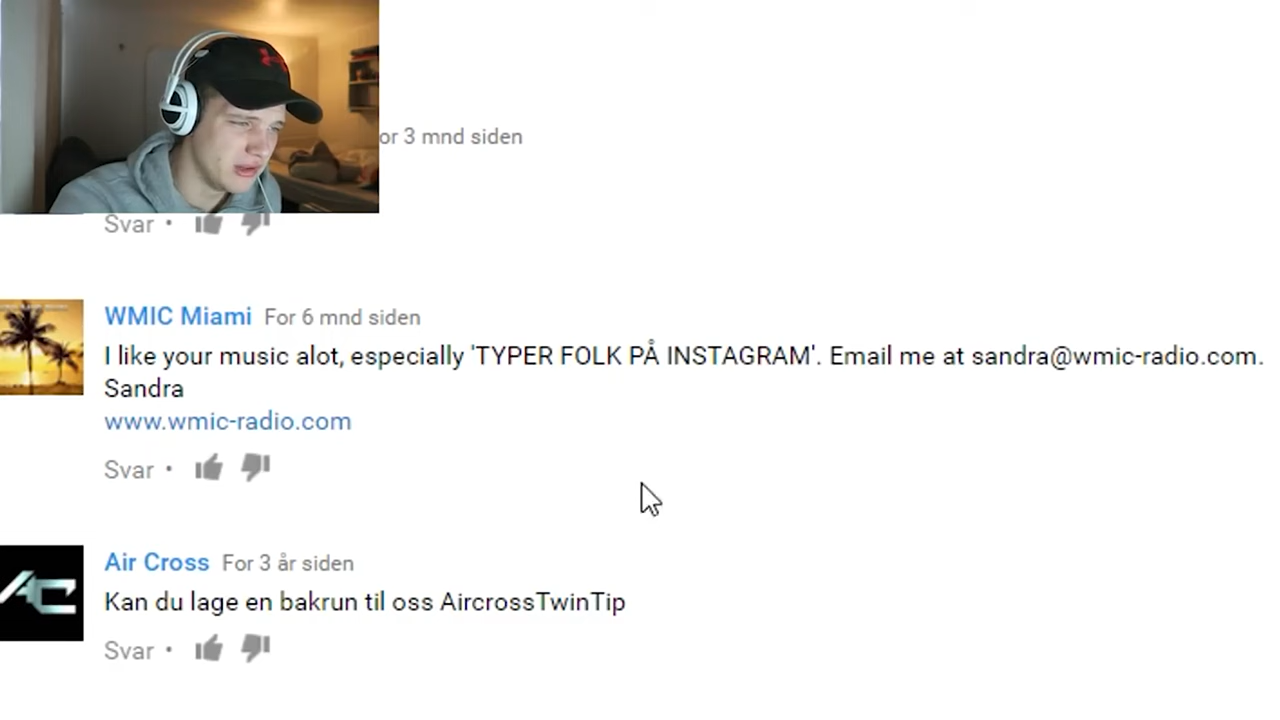 or 3 mnd siden
Svar •
WMIC Miami For 6 mnd siden
I like your music alot, especially 'TYPER FOLK PÅ INSTAGRAM'. Email me at sandra@wmic-radio.com.
Sandra
www.wmic-radio.com
Svar •
Air Cross For 3 år siden
Kan du lage en bakrun til oss AircrossTwinTip
Svar •